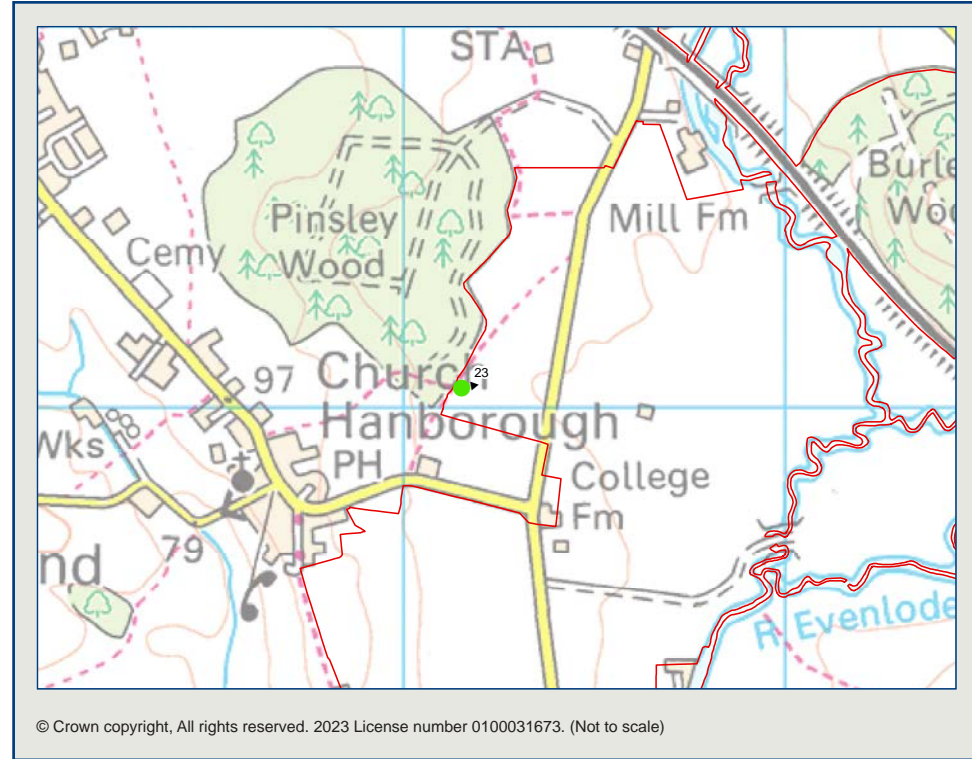 STA
Burle
Woo
Mill Fm
Pinsley
Wood
Cemy
23
97
Church
Hanborough
Wks
PH
College
Fm
79
nd
R Evenlode
© Crown copyright, All rights reserved. 2023 License number 0100031673. (Not to scale)